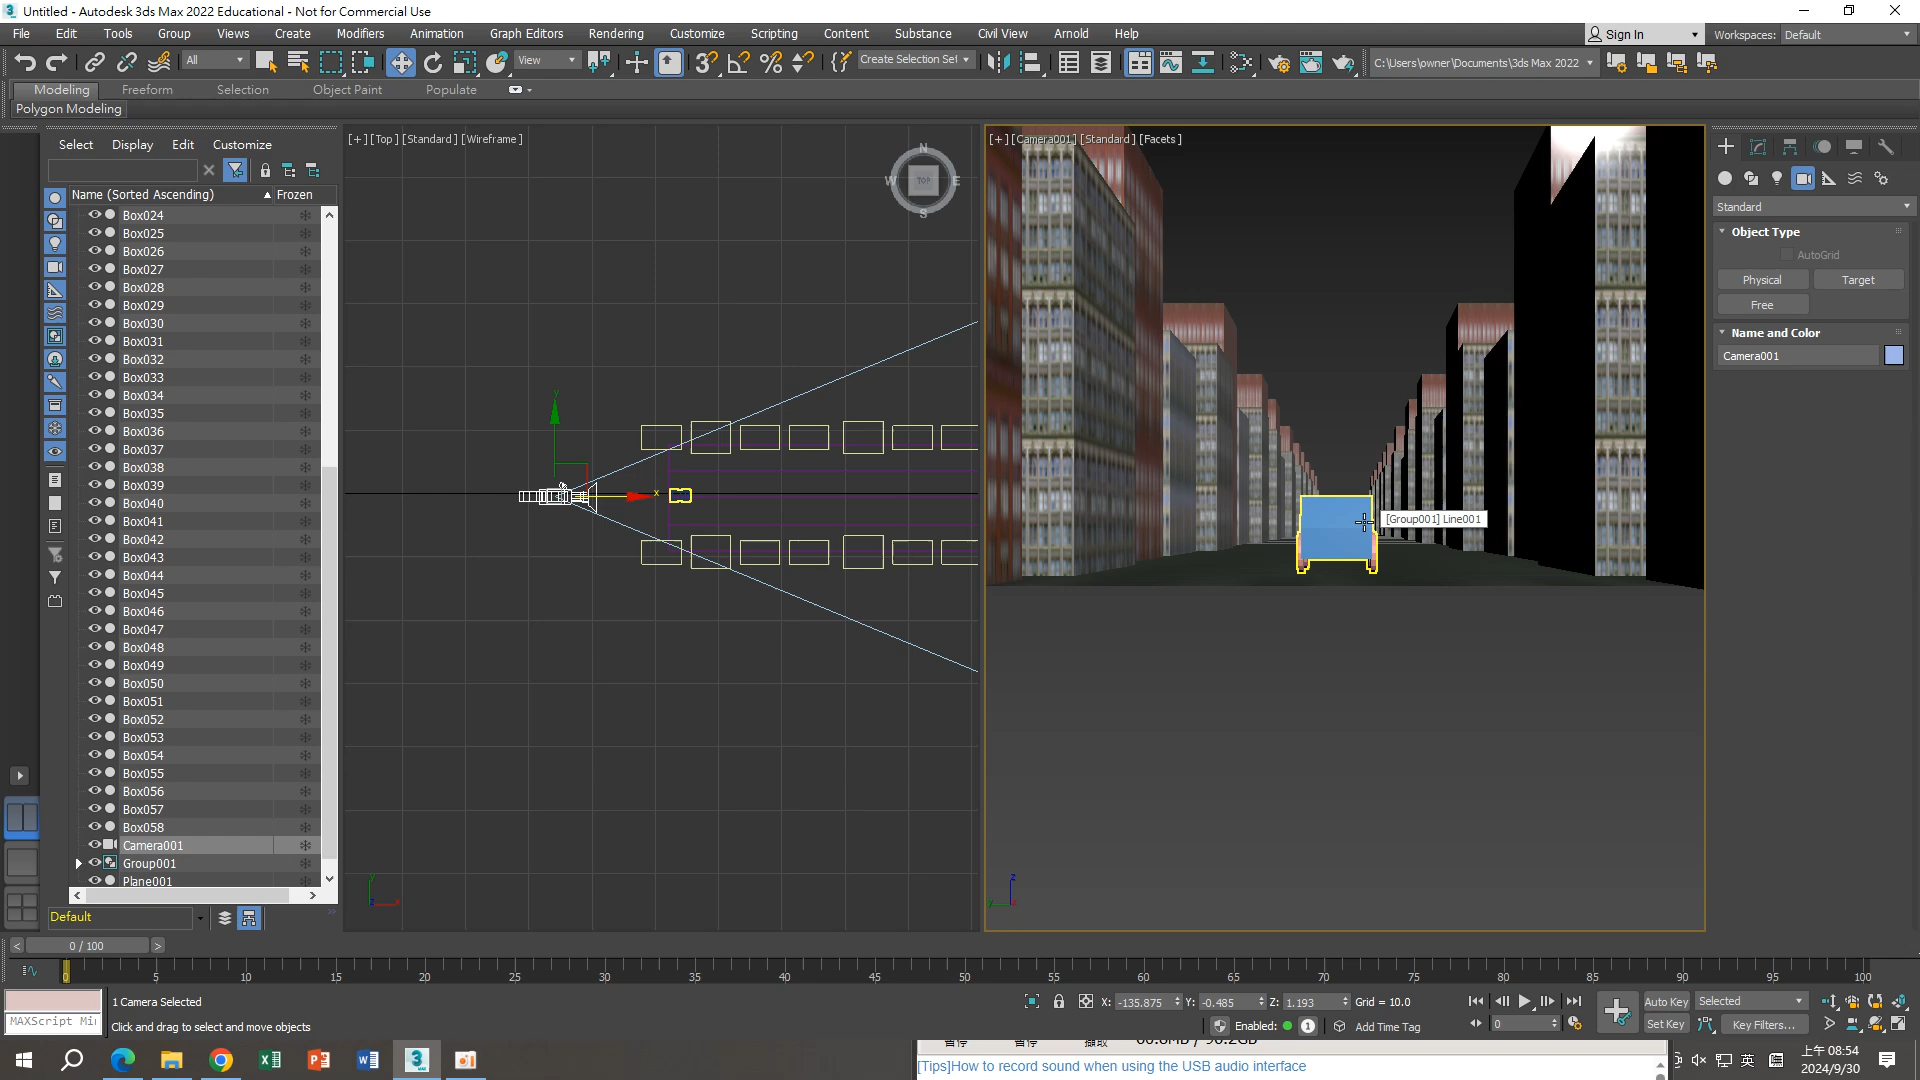 Untitled - Autodesk 3ds Max 2022 Educational - Not for Commercial Use
File Edit Tools Group Views Create Modifiers Animation Graph Editors Rendering Customize Scripting Content Substance Civil View Arnold Help Sign In Workspaces: Default
All View Create Selection Set C:\Users\owner\Documents\3ds Max 2022
Modeling Freeform Selection Object Paint Populate
Polygon Modeling
Select Display Edit Customize
Name (Sorted Ascending) Frozen
Box024
Box025
Box026
Box027
Box028
Box029
Box030
Box031
Box032
Box033
Box034
Box035
Box036
Box037
Box038
Box039
Box040
Box041
Box042
Box043
Box044
Box045
Box046
Box047
Box048
Box049
Box050
Box051
Box052
Box053
Box054
Box055
Box056
Box057
Box058
Camera001
Group001
Plane001
Default
[+] [Top] [Standard] [Wireframe]
N
W TOP E
S
y
x
y
[+] [Camera001] [Standard] [Facets]
[Group001] Line001
z
Standard
Object Type
AutoGrid
Physical Target
Free
Name and Color
Camera001
< 0 / 100 >
0 5 10 15 20 25 30 35 40 45 50 55 60 65 70 75 80 85 90 95 100
1 Camera Selected X: -135.875 Y: -0.485 Z: 1.193 Grid = 10.0 Auto Key Selected
MAXScript Mi Click and drag to select and move objects Enabled: 1 Add Time Tag 0 Set Key Key Filters...
[Tips]How to record sound when using the USB audio interface
英
上午 08:54
2024/9/30